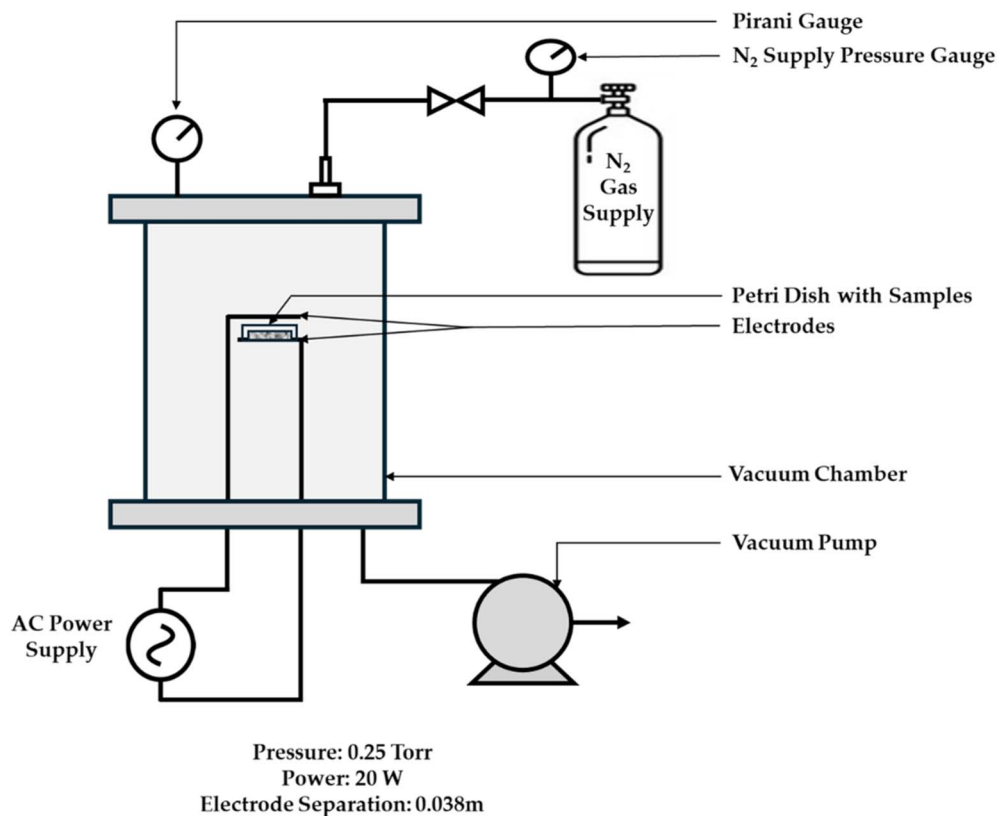 Pirani Gauge
N₂ Supply Pressure Gauge
N₂
Gas
Supply
Petri Dish with Samples
Electrodes
Vacuum Chamber
Vacuum Pump
AC Power
Supply
Pressure: 0.25 Torr
Power: 20 W
Electrode Separation: 0.038m